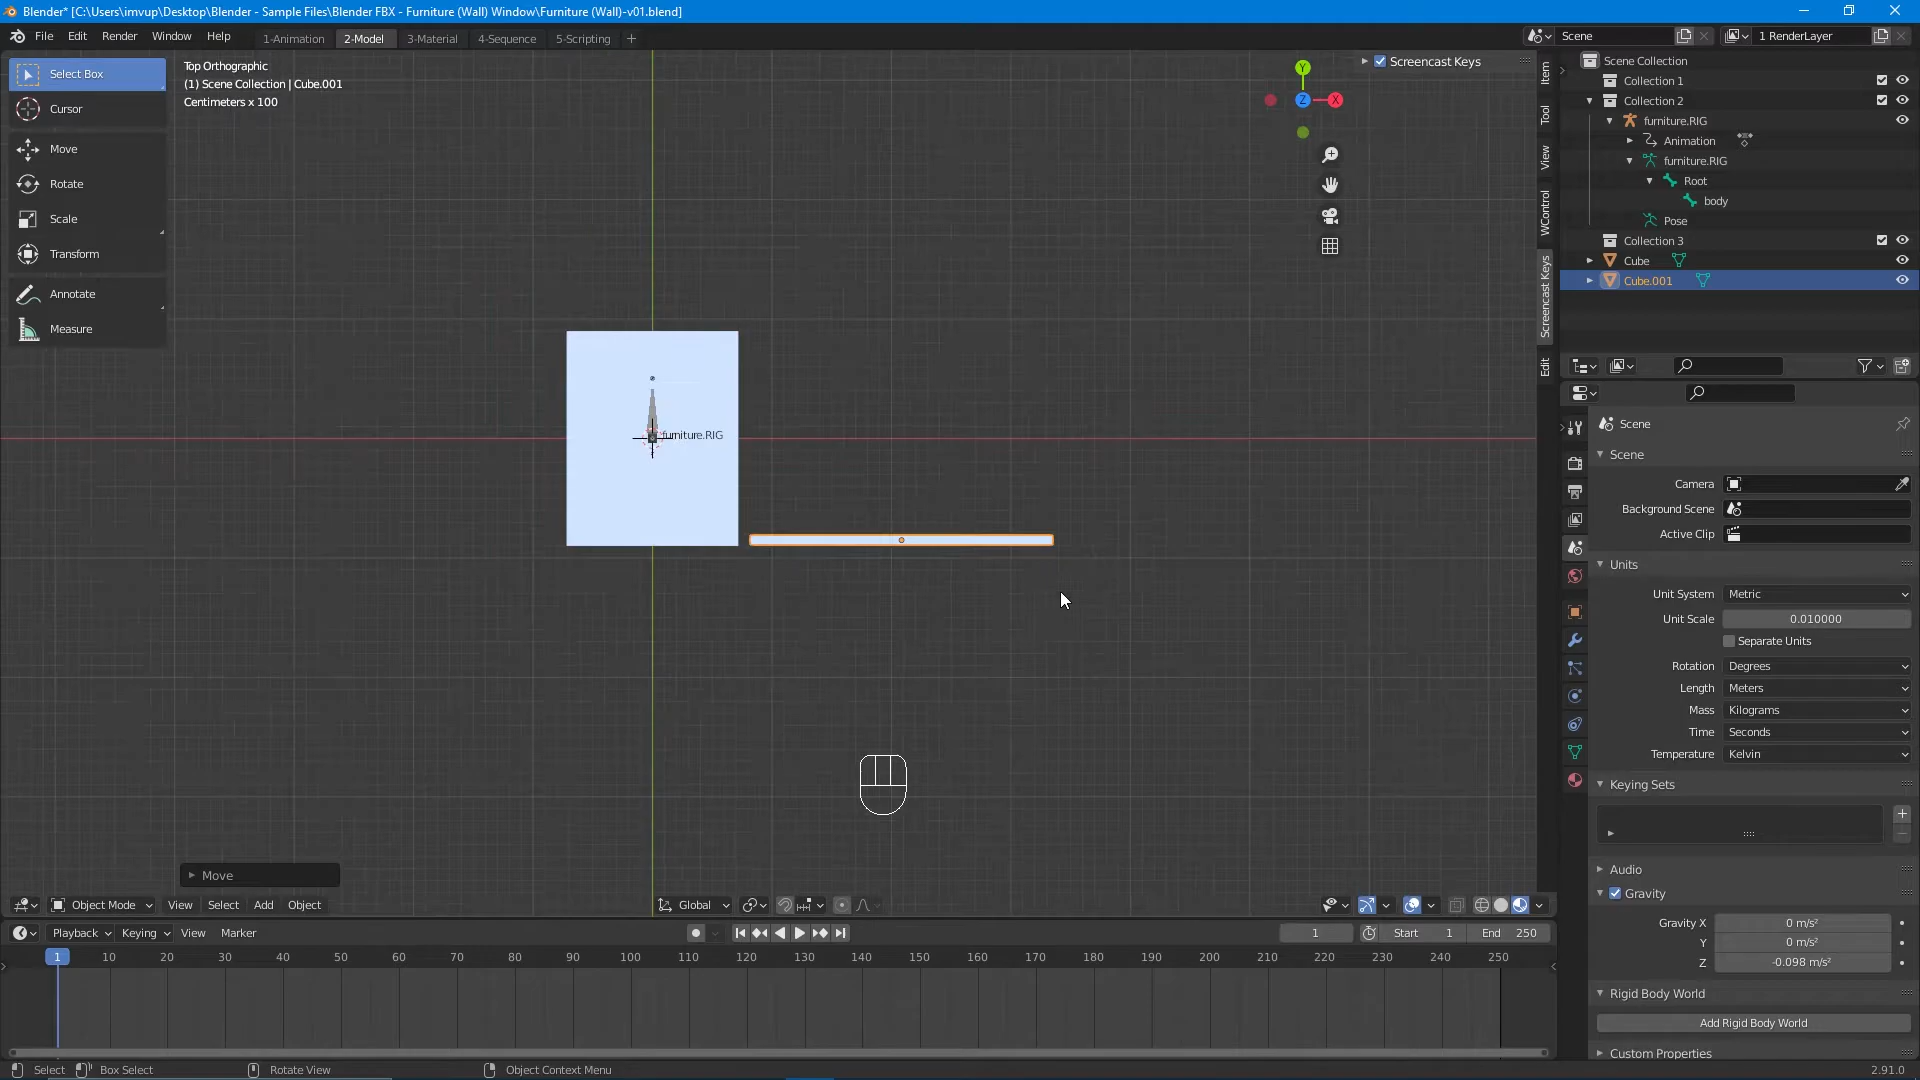 Blender* [C:\Users\imvup\Desktop\Blender - Sample Files\Blender FBX - Furniture (Wall) Window\Furniture (Wall)-v01.blend]
File Edit Render Window Help 1-Animation 2-Model 3-Material 4-Sequence 5-Scripting +
Scene
1 RenderLayer
Select Box
Cursor
Move
Rotate
Scale
Transform
Annotate
Measure
Top Orthographic
(1) Scene Collection | Cube.001
Centimeters x 100
furniture.RIG
Screencast Keys
Y
Z
X
Item
Tool
View
WControl
Screencast Keys
Edit
Scene Collection
Collection 1
Collection 2
furniture.RIG
Animation
furniture.RIG
Root
body
Pose
Collection 3
Cube
Cube.001
Scene
Scene
Camera
Background Scene
Active Clip
Units
Unit System Metric
Unit Scale 0.010000
Separate Units
Rotation Degrees
Length Meters
Mass Kilograms
Time Seconds
Temperature Kelvin
Keying Sets
Audio
Gravity
Gravity X 0 m/s²
Y 0 m/s²
Z -0.098 m/s²
Rigid Body World
Add Rigid Body World
Custom Properties
Move
Object Mode View Select Add Object Global
Playback Keying View Marker 1 Start 1 End 250
1 10 20 30 40 50 60 70 80 90 100 110 120 130 140 150 160 170 180 190 200 210 220 230 240 250
Select Box Select Rotate View Object Context Menu 2.91.0